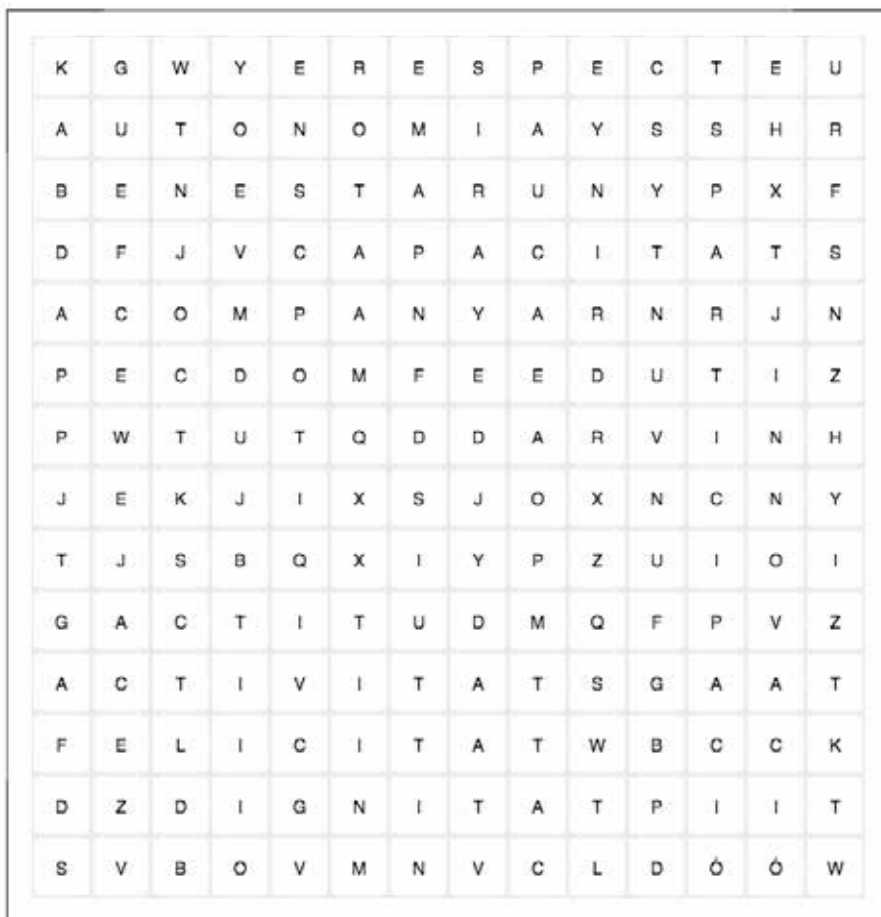 K G W Y E R E S P E C T E U
A U T O N O M I A Y S S H R
B E N E S T A R U N Y P X F
D F J V C A P A C I T A T S
A C O M P A N Y A R N R J N
P E C D O M F E E D U T I Z
P W T U T Q D D A R V I N H
J E K J I X S J O X N C N Y
T J S B Q X I Y P Z U I O I
G A C T I T U D M Q F P V Z
A C T I V I T A T S G A A T
F E L I C I T A T W B C C K
D Z D I G N I T A T P I I T
S V B O V M N V C L D Ó Ó W